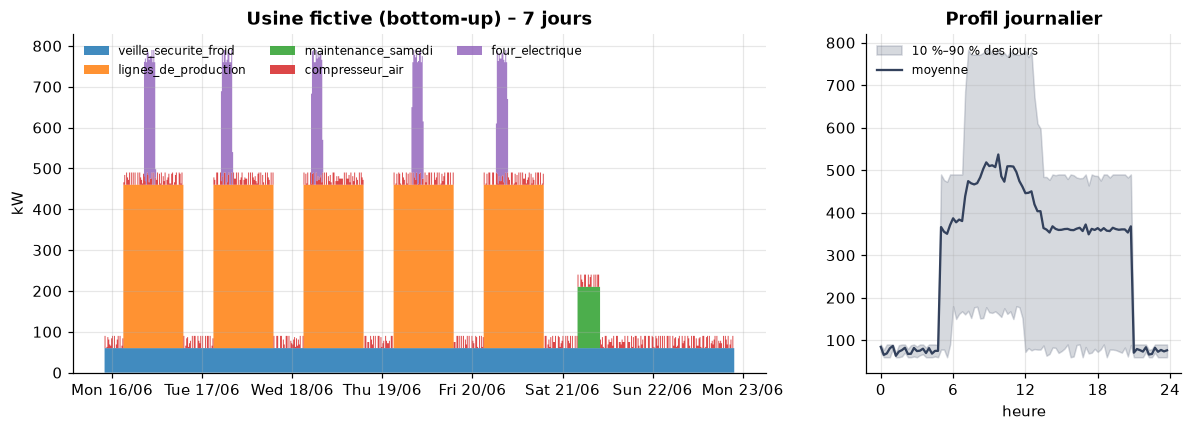 Usine fictive (bottom-up) – 7 jours
veille_securite_froid
lignes_de_production
maintenance_samedi
compresseur_air
four_electrique
kW
800
700
600
500
400
300
200
100
0
Mon 16/06 Tue 17/06 Wed 18/06 Thu 19/06 Fri 20/06 Sat 21/06 Sun 22/06 Mon 23/06
Profil journalier
10 %–90 % des jours
moyenne
800
700
600
500
400
300
200
100
0 6 12 18 24
heure